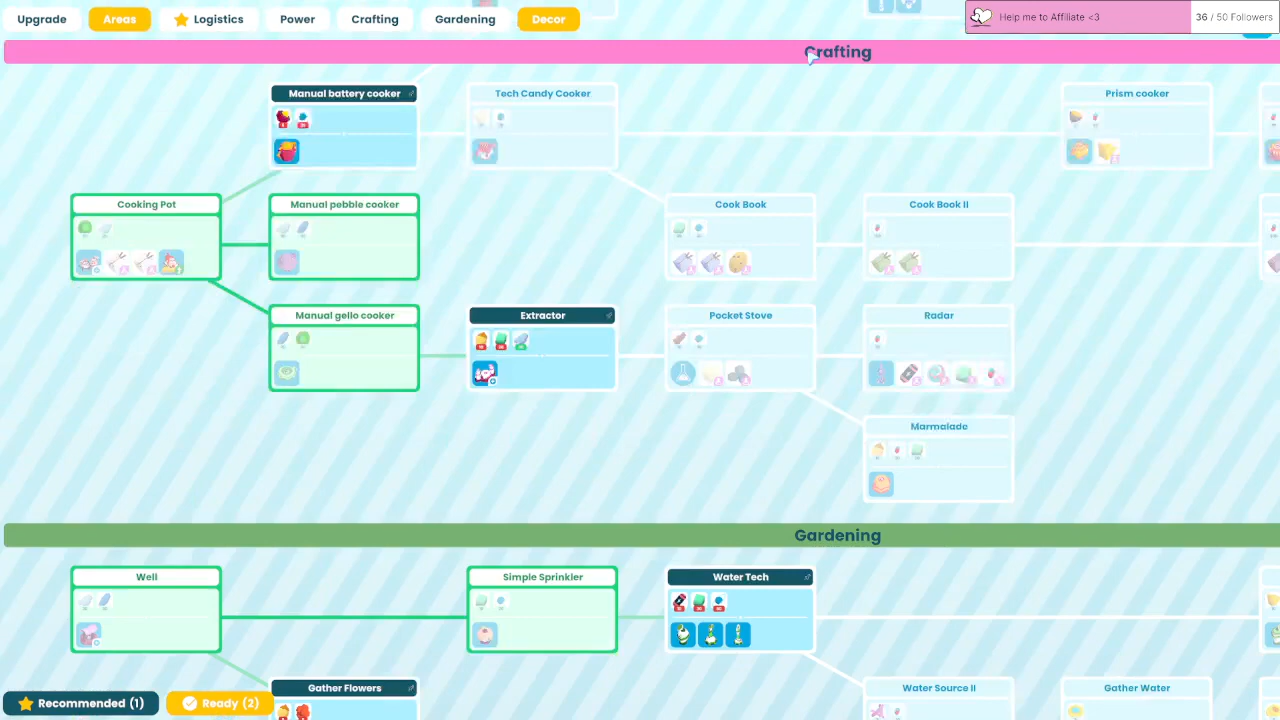 Upgrade
Areas
Logistics
Power
Crafting
Gardening
Decor
Help me to Affiliate <3
36 / 50 Followers
Crafting
Manual battery cooker
Tech Candy Cooker
Prism cooker
Cooking Pot
Manual pebble cooker
Cook Book
Cook Book II
Manual gello cooker
Extractor
Pocket Stove
Radar
Marmalade
Gardening
Well
Simple Sprinkler
Water Tech
Gather Flowers
Water Source II
Gather Water
Recommended (1)
Ready (2)